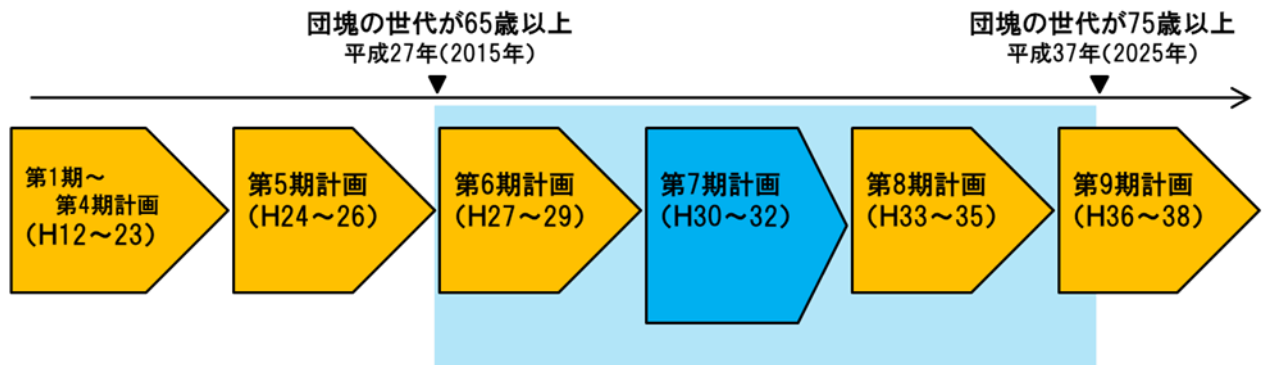 団塊の世代が65歳以上
平成27年(2015年)
団塊の世代が75歳以上
平成37年(2025年)
第1期～
第4期計画
(H12～23)
第5期計画
(H24～26)
第6期計画
(H27～29)
第7期計画
(H30～32)
第8期計画
(H33～35)
第9期計画
(H36～38)